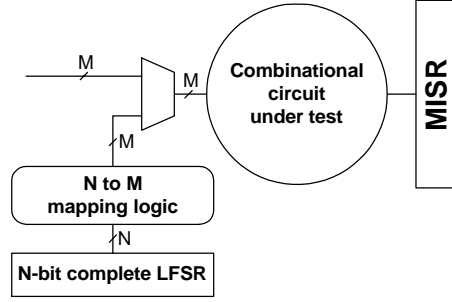 M
M
Combinational
circuit
under test
MISR
M
N to M
mapping logic
N
N-bit complete LFSR